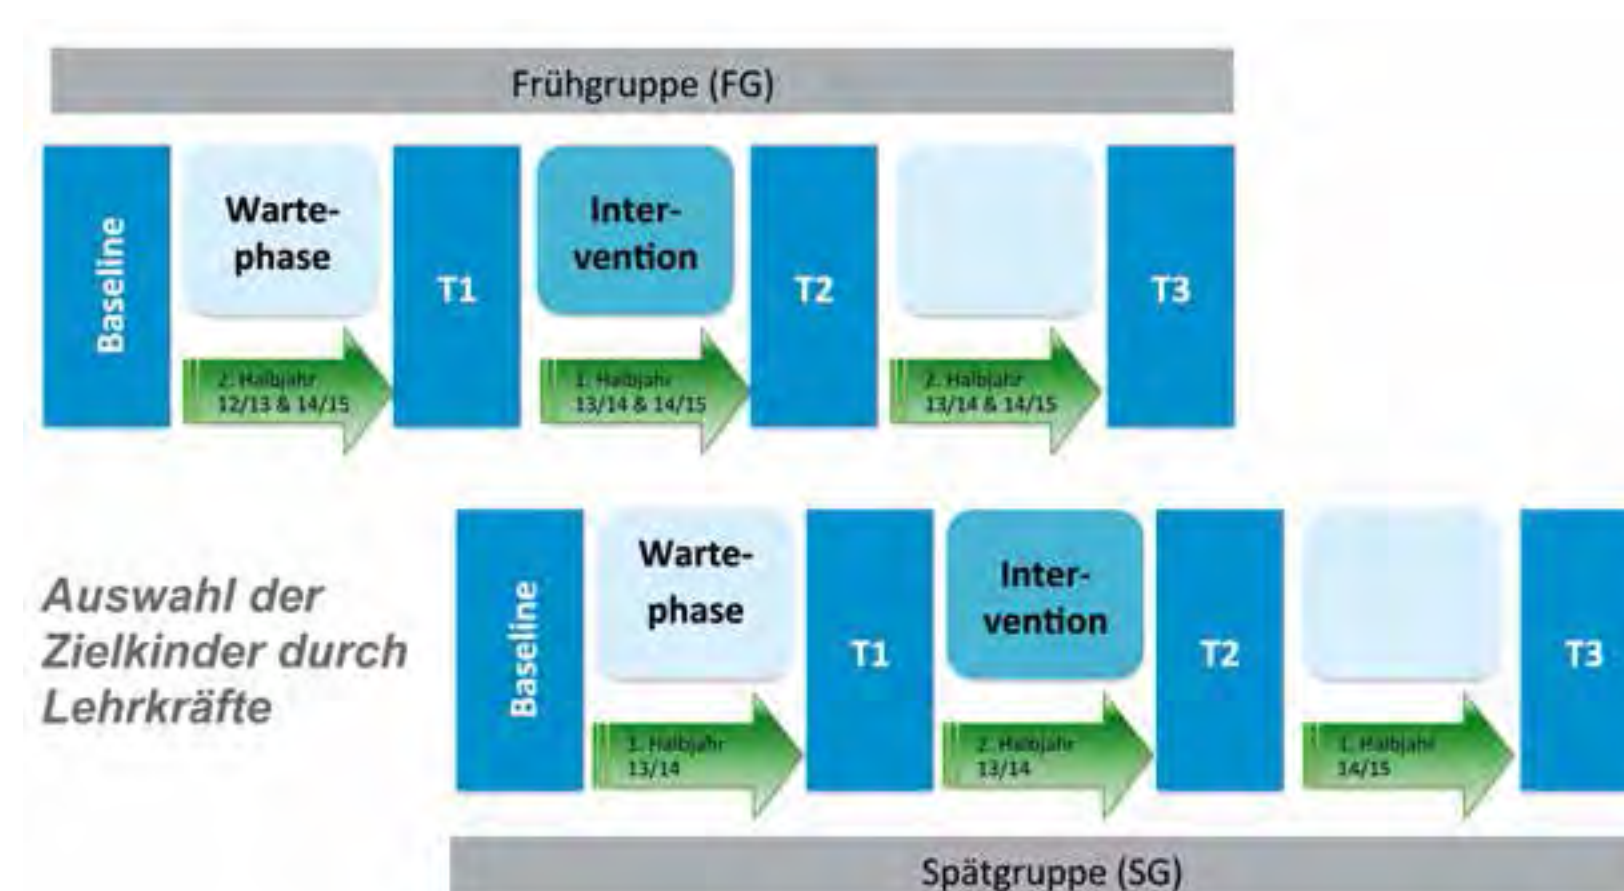 Frühgruppe (FG)
Baseline
Warte-
phase
2. Halbjahr
12/13 & 14/15
T1
Inter-
vention
1. Halbjahr
13/14 & 14/15
T2
2. Halbjahr
13/14 & 14/15
T3
Auswahl der
Zielkinder durch
Lehrkräfte
Baseline
Warte-
phase
1. Halbjahr
13/14
T1
Inter-
vention
2. Halbjahr
13/14
T2
1. Halbjahr
14/15
T3
Spätgruppe (SG)